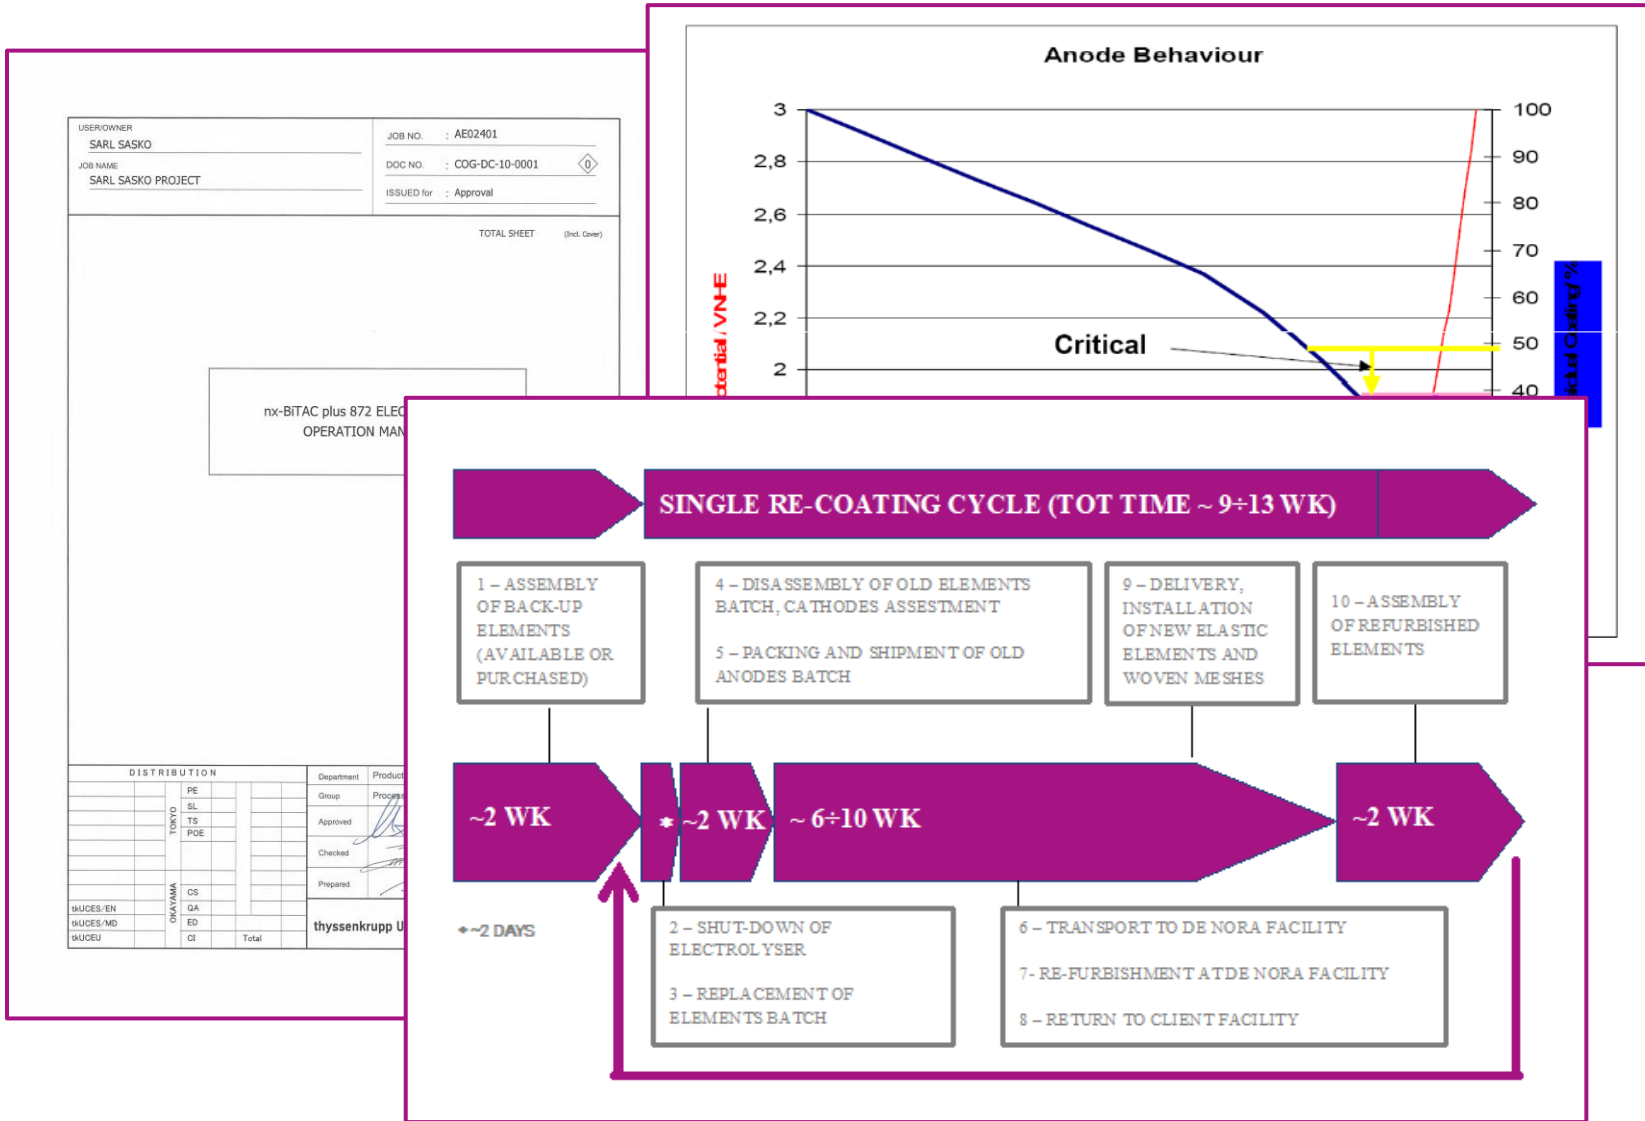 USER/OWNER
SARL SASKO
JOB NAME
SARL SASKO PROJECT
JOB NO. : AE02401
DOC NO. : COG-DC-10-0001 0
ISSUED for : Approval
TOTAL SHEET (Incl. Cover)
nx-BiTAC plus 872 ELEC
OPERATION MAN
DISTRIBUTION
TOKYO
PE
SL
TS
POE
OKAYAMA
CS
tkUCES/EN QA
tkUCES/MD ED
tkUCEU CI Total
Department Product
Group Process
Approved
Checked
Prepared
thyssenkrupp U
Anode Behaviour
3
2,8
2,6
2,4
2,2
2
100
90
80
70
60
50
40
otential / VNHE
sidual Coating/%
Critical
SINGLE RE-COATING CYCLE (TOT TIME ~ 9÷13 WK)
1 – ASSEMBLY
OF BACK-UP
ELEMENTS
(AVAILABLE OR
PURCHASED)
4 – DISASSEMBLY OF OLD ELEMENTS
BATCH, CATHODES ASSESTMENT
5 – PACKING AND SHIPMENT OF OLD
ANODES BATCH
9 – DELIVERY,
INSTALLATION
OF NEW ELASTIC
ELEMENTS AND
WOVEN MESHES
10 – ASSEMBLY
OF REFURBISHED
ELEMENTS
~2 WK
*
~2 WK
~ 6÷10 WK
~2 WK
*~2 DAYS
2 – SHUT-DOWN OF
ELECTROLYSER
3 – REPLACEMENT OF
ELEMENTS BATCH
6 – TRANSPORT TO DE NORA FACILITY
7- RE-FURBISHMENT AT DE NORA FACILITY
8 – RETURN TO CLIENT FACILITY